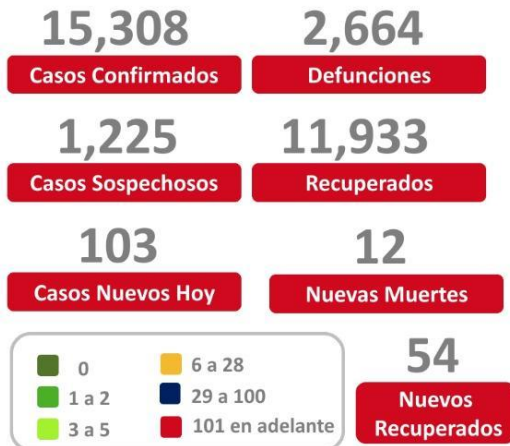 15,308 2,664
Casos Confirmados Defunciones
1,225 11,933
Casos Sospechosos Recuperados
103 12
Casos Nuevos Hoy Nuevas Muertes
0 6 a 28
1 a 2 29 a 100
3 a 5 101 en adelante
54
Nuevos
Recuperados